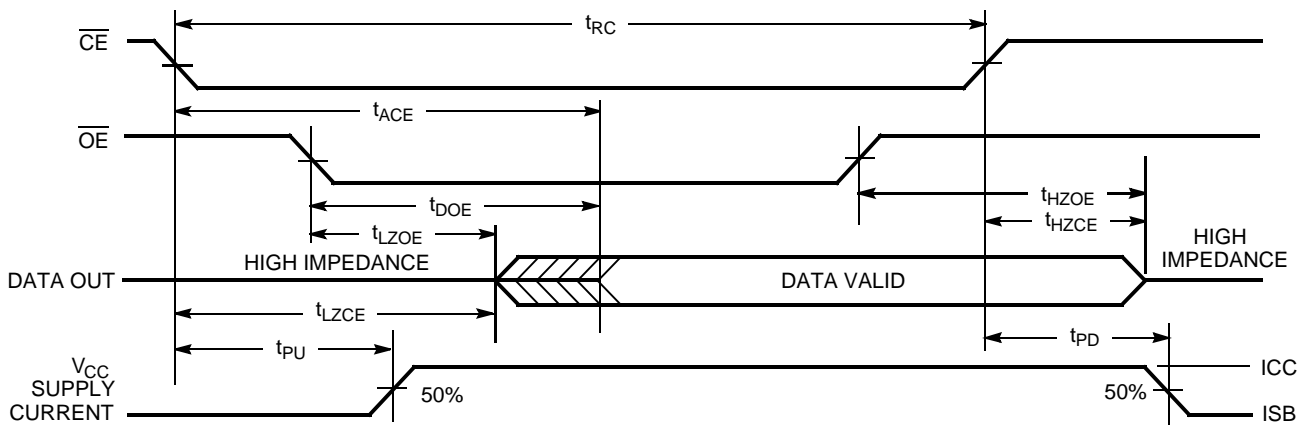 tRC
CE
tACE
OE
tDOE
tHZOE
tLZOE
tHZCE
HIGH IMPEDANCE
HIGH
IMPEDANCE
DATA OUT
DATA VALID
tLZCE
tPU
tPD
VCC
SUPPLY
CURRENT
50%
50%
ICC
ISB